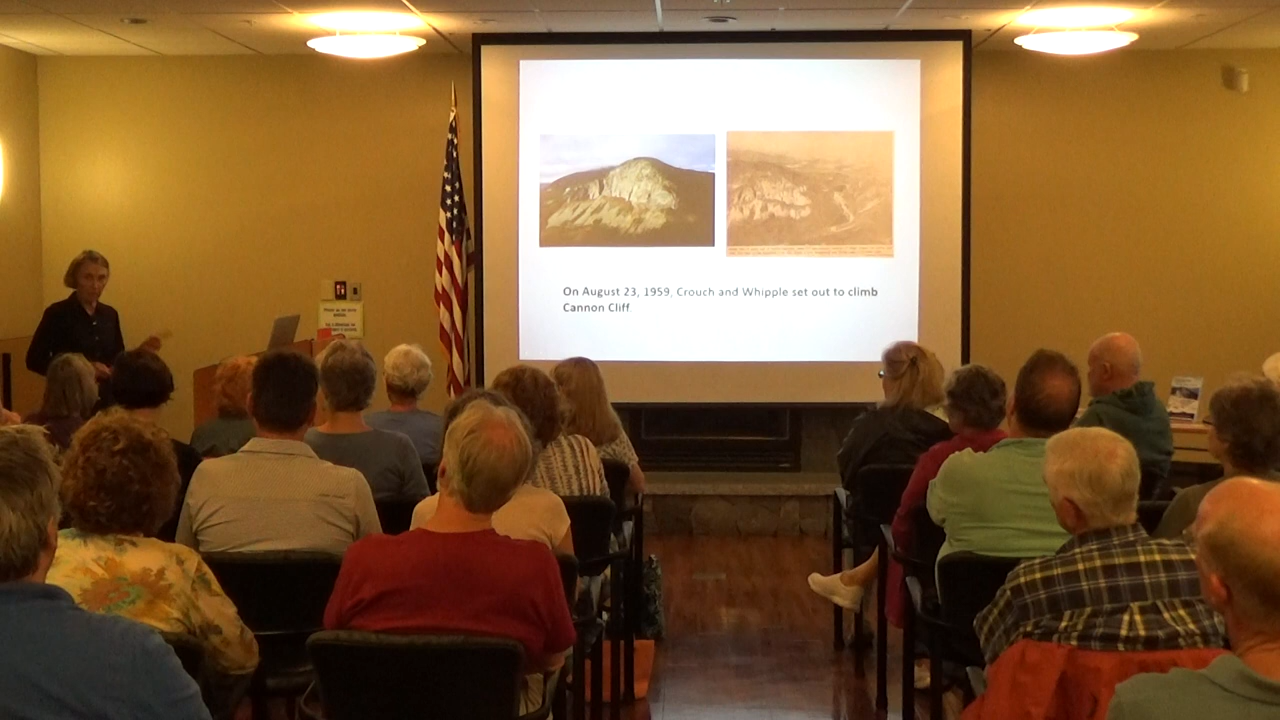 On August 23, 1959, Crouch and Whipple set out to climb
Cannon Cliff.